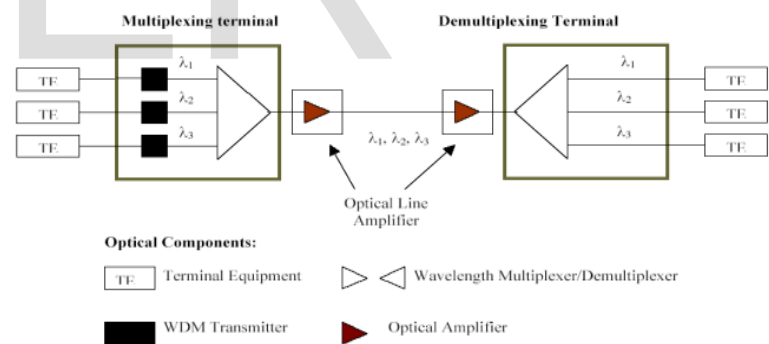 Multiplexing terminal Demultiplexing Terminal
λ1 λ1
TE TE
λ2 λ2
TE TE
λ3 λ1, λ2, λ3 λ3
TE TE
Optical Line
Amplifier
Optical Components:
TE Terminal Equipment Wavelength Multiplexer/Demultiplexer
WDM Transmitter Optical Amplifier